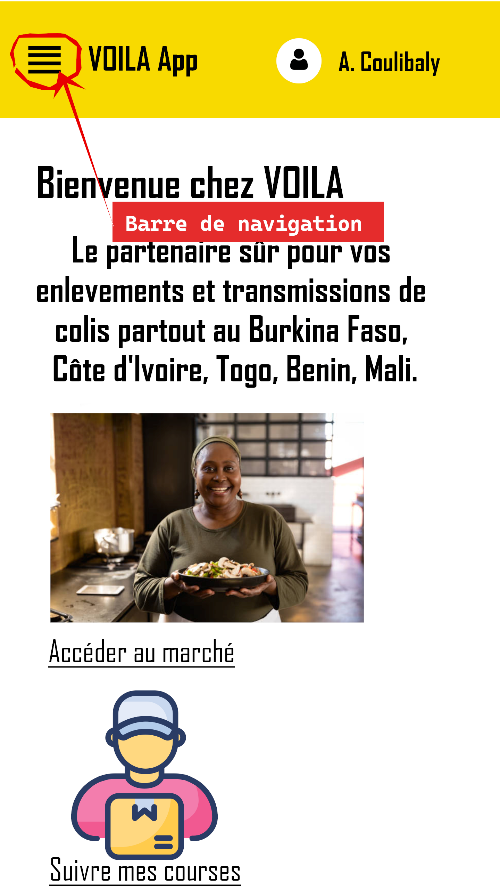 VOILA App
A. Coulibaly
Bienvenue chez VOILA
Barre de navigation
Le partenaire sûr pour vos
enlevements et transmissions de
colis partout au Burkina Faso,
Côte d'Ivoire, Togo, Benin, Mali.
Accéder au marché
Suivre mes courses